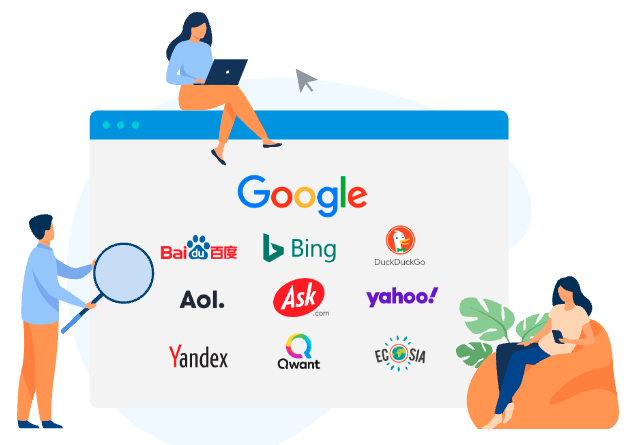 Google
Bai du 百度
Bing
DuckDuckGo
Aol.
Ask
.com
yahoo!
Yandex
Qwant
ECOSIA